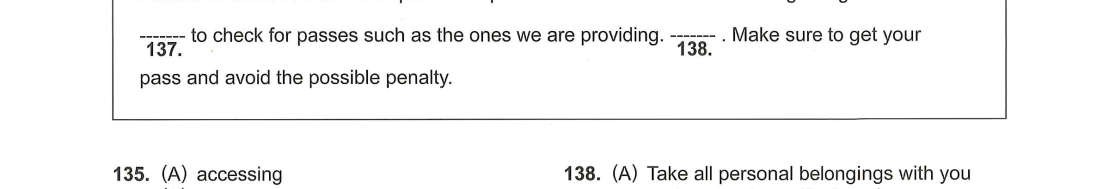 ------- to check for passes such as the ones we are providing. ------- . Make sure to get your
137.
138.
pass and avoid the possible penalty.
135. (A) accessing
138. (A) Take all personal belongings with you